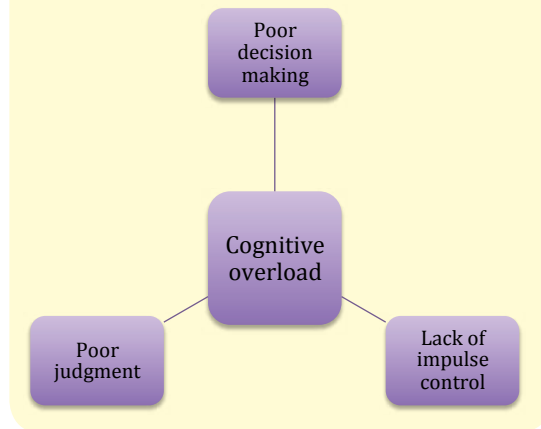 Poor
decision
making
Cognitive
overload
Poor
judgment
Lack of
impulse
control